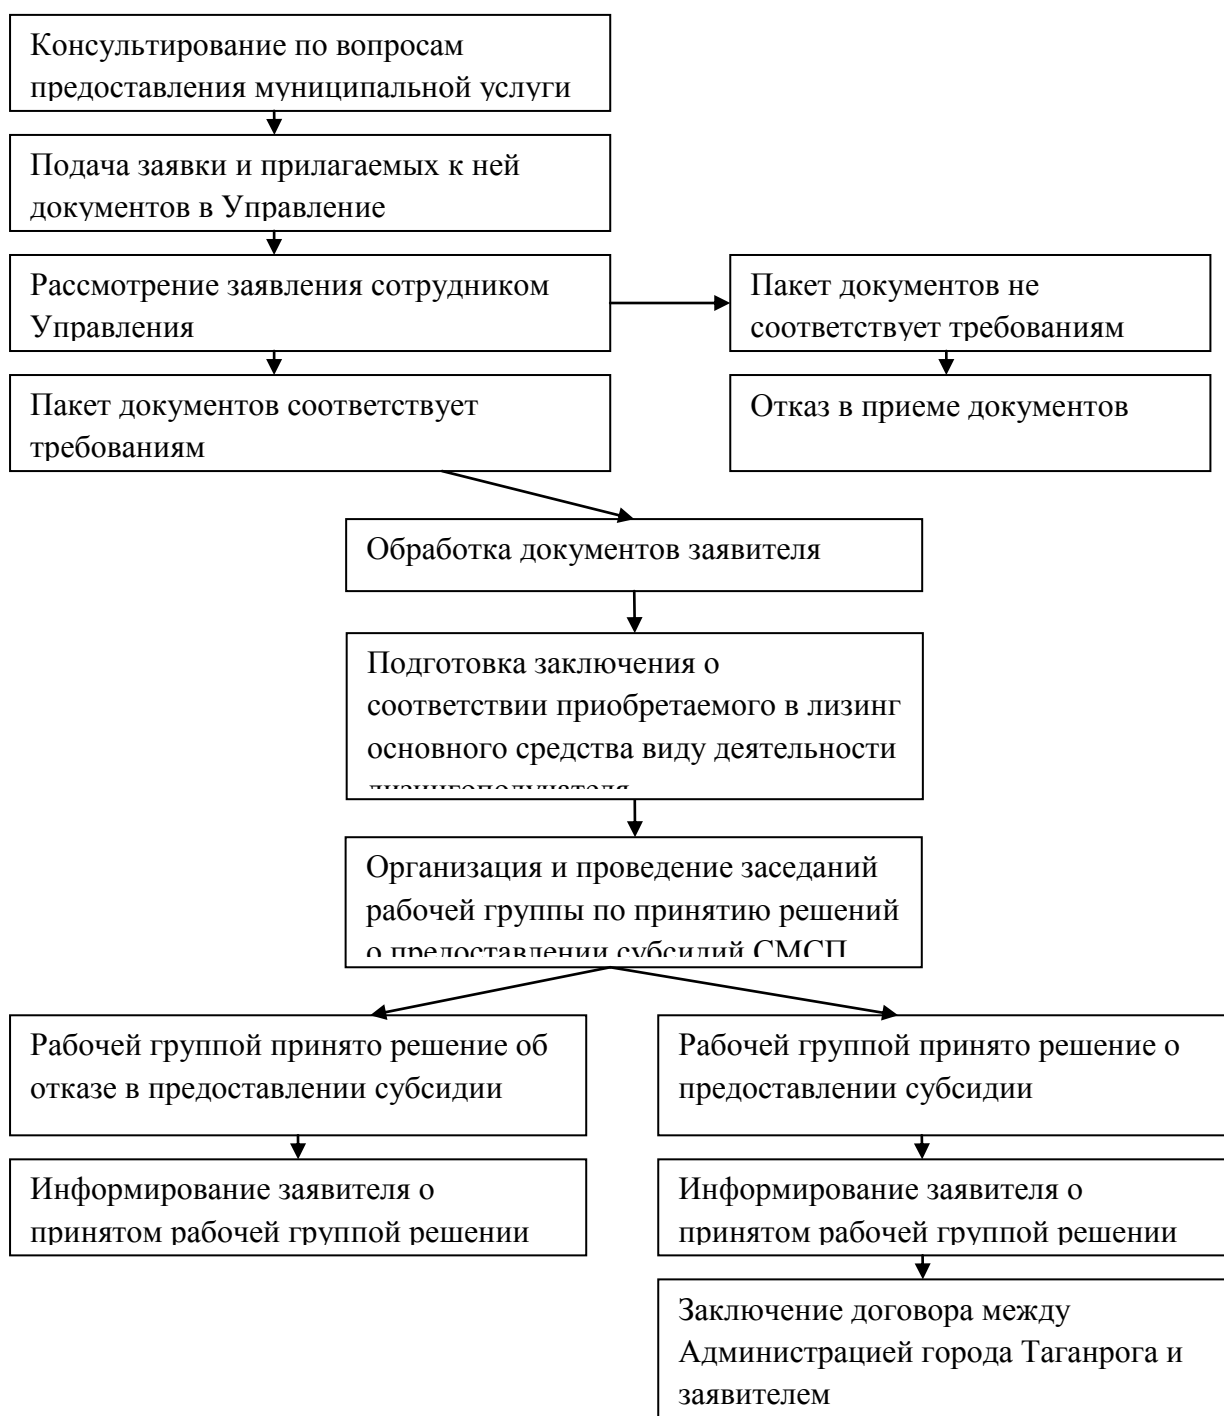 Консультирование по вопросам
предоставления муниципальной услуги
Подача заявки и прилагаемых к ней
документов в Управление
Рассмотрение заявления сотрудником
Управления
Пакет документов не
соответствует требованиям
Пакет документов соответствует
требованиям
Отказ в приеме документов
Обработка документов заявителя
Подготовка заключения о
соответствии приобретаемого в лизинг
основного средства виду деятельности
лизингополучателя
Организация и проведение заседаний
рабочей группы по принятию решений
о предоставлении субсидий СМСП
Рабочей группой принято решение об
отказе в предоставлении субсидии
Рабочей группой принято решение о
предоставлении субсидии
Информирование заявителя о
принятом рабочей группой решении
Информирование заявителя о
принятом рабочей группой решении
Заключение договора между
Администрацией города Таганрога и
заявителем